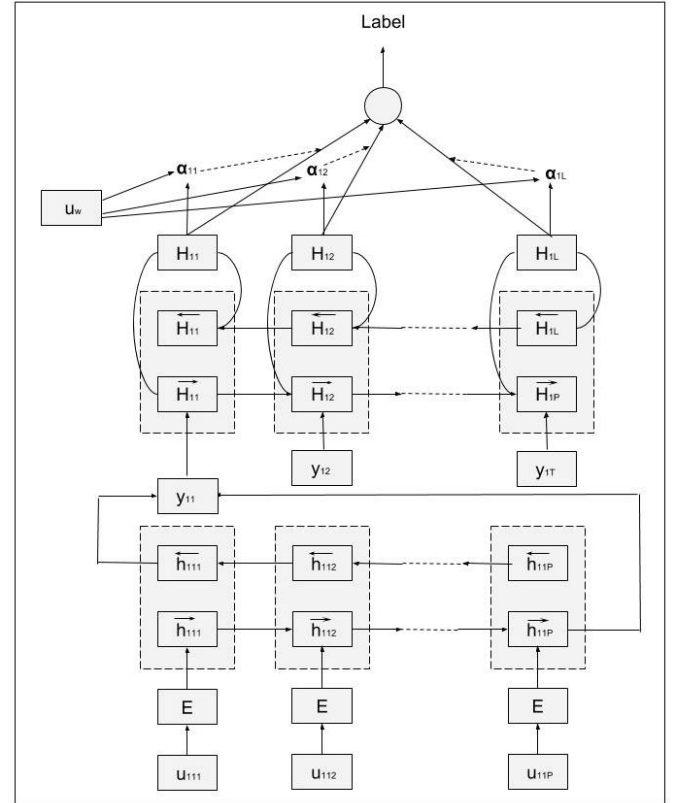 Label
α11 α12 α1L
uw
H11 H12 H1L
←H11 ←H12 ←H1L
→H11 →H12 →H1P
y12 y1T
y11
←h111 ←h112 ←h11P
→h111 →h112 →h11P
E E E
u111 u112 u11P